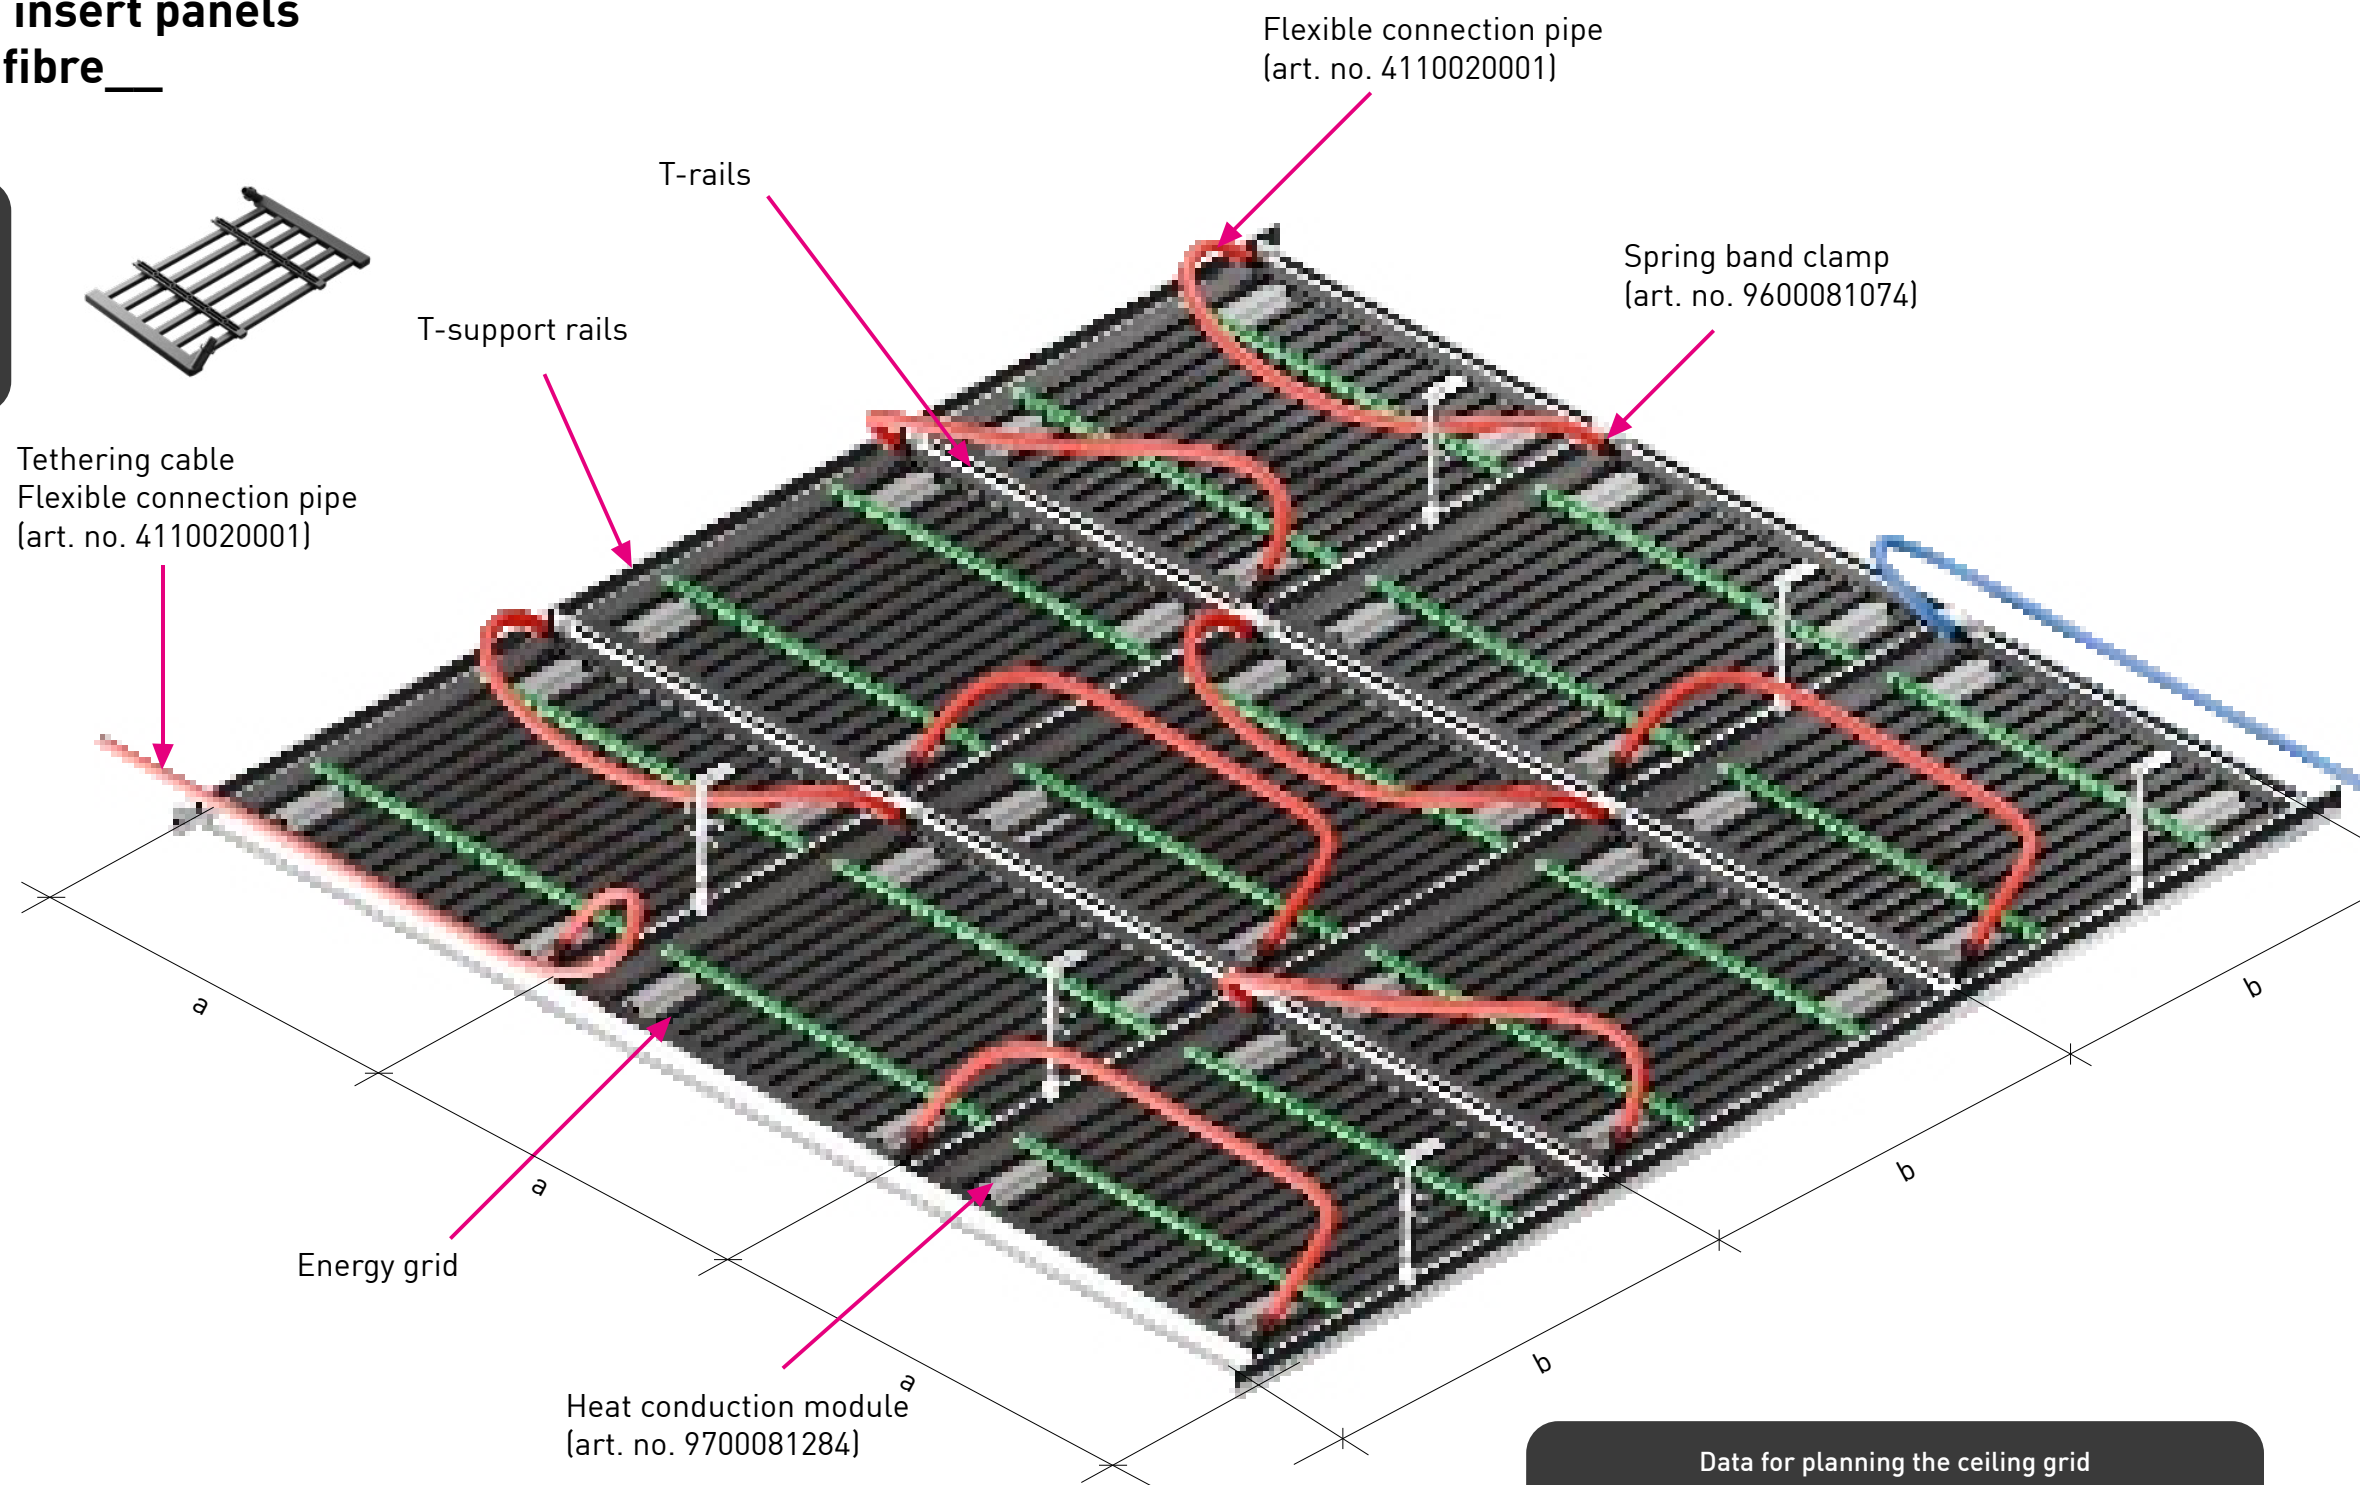 insert panels
fibre__
Flexible connection pipe
(art. no. 4110020001)
T-rails
Spring band clamp
(art. no. 9600081074)
T-support rails
Tethering cable
Flexible connection pipe
(art. no. 4110020001)
a
a
a
b
b
b
Energy grid
Heat conduction module
(art. no. 9700081284)
Data for planning the ceiling grid